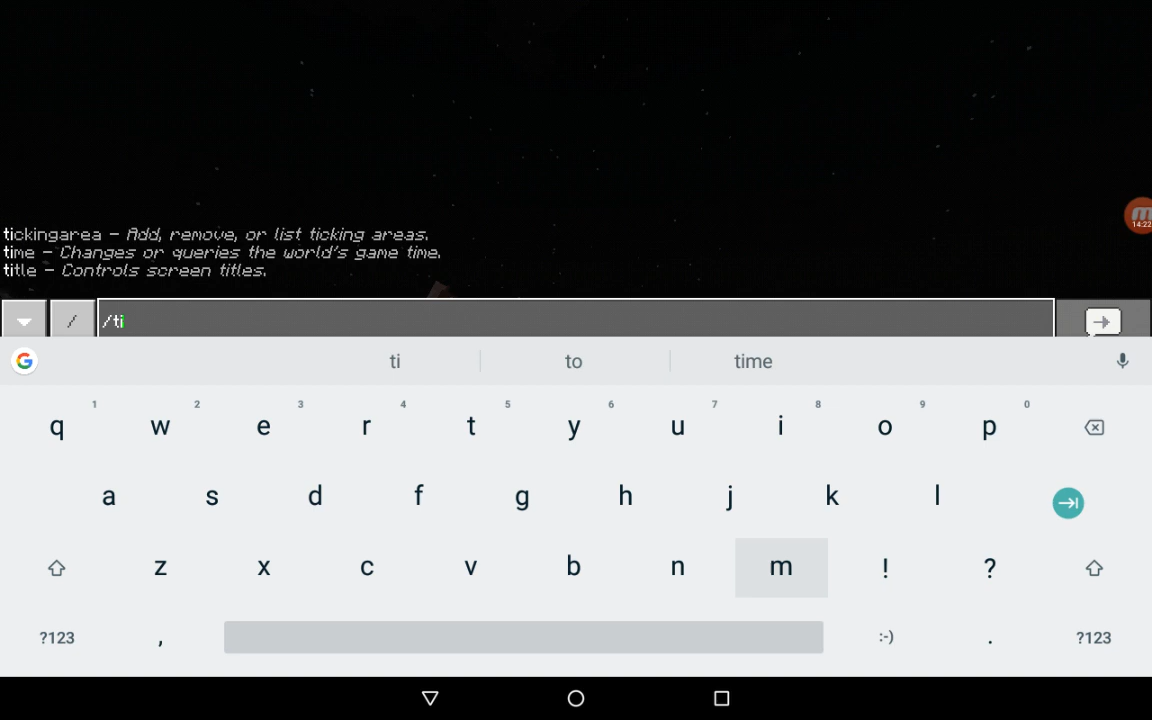 14:22
tickingarea – Add, remove, or list ticking areas.
time – Changes or queries the world's game time.
title – Controls screen titles.
/ /ti
G ti to time
1 2 3 4 5 6 7 8 9 0
q w e r t y u i o p
a s d f g h j k l
z x c v b n m ! ?
?123 , :-) . ?123